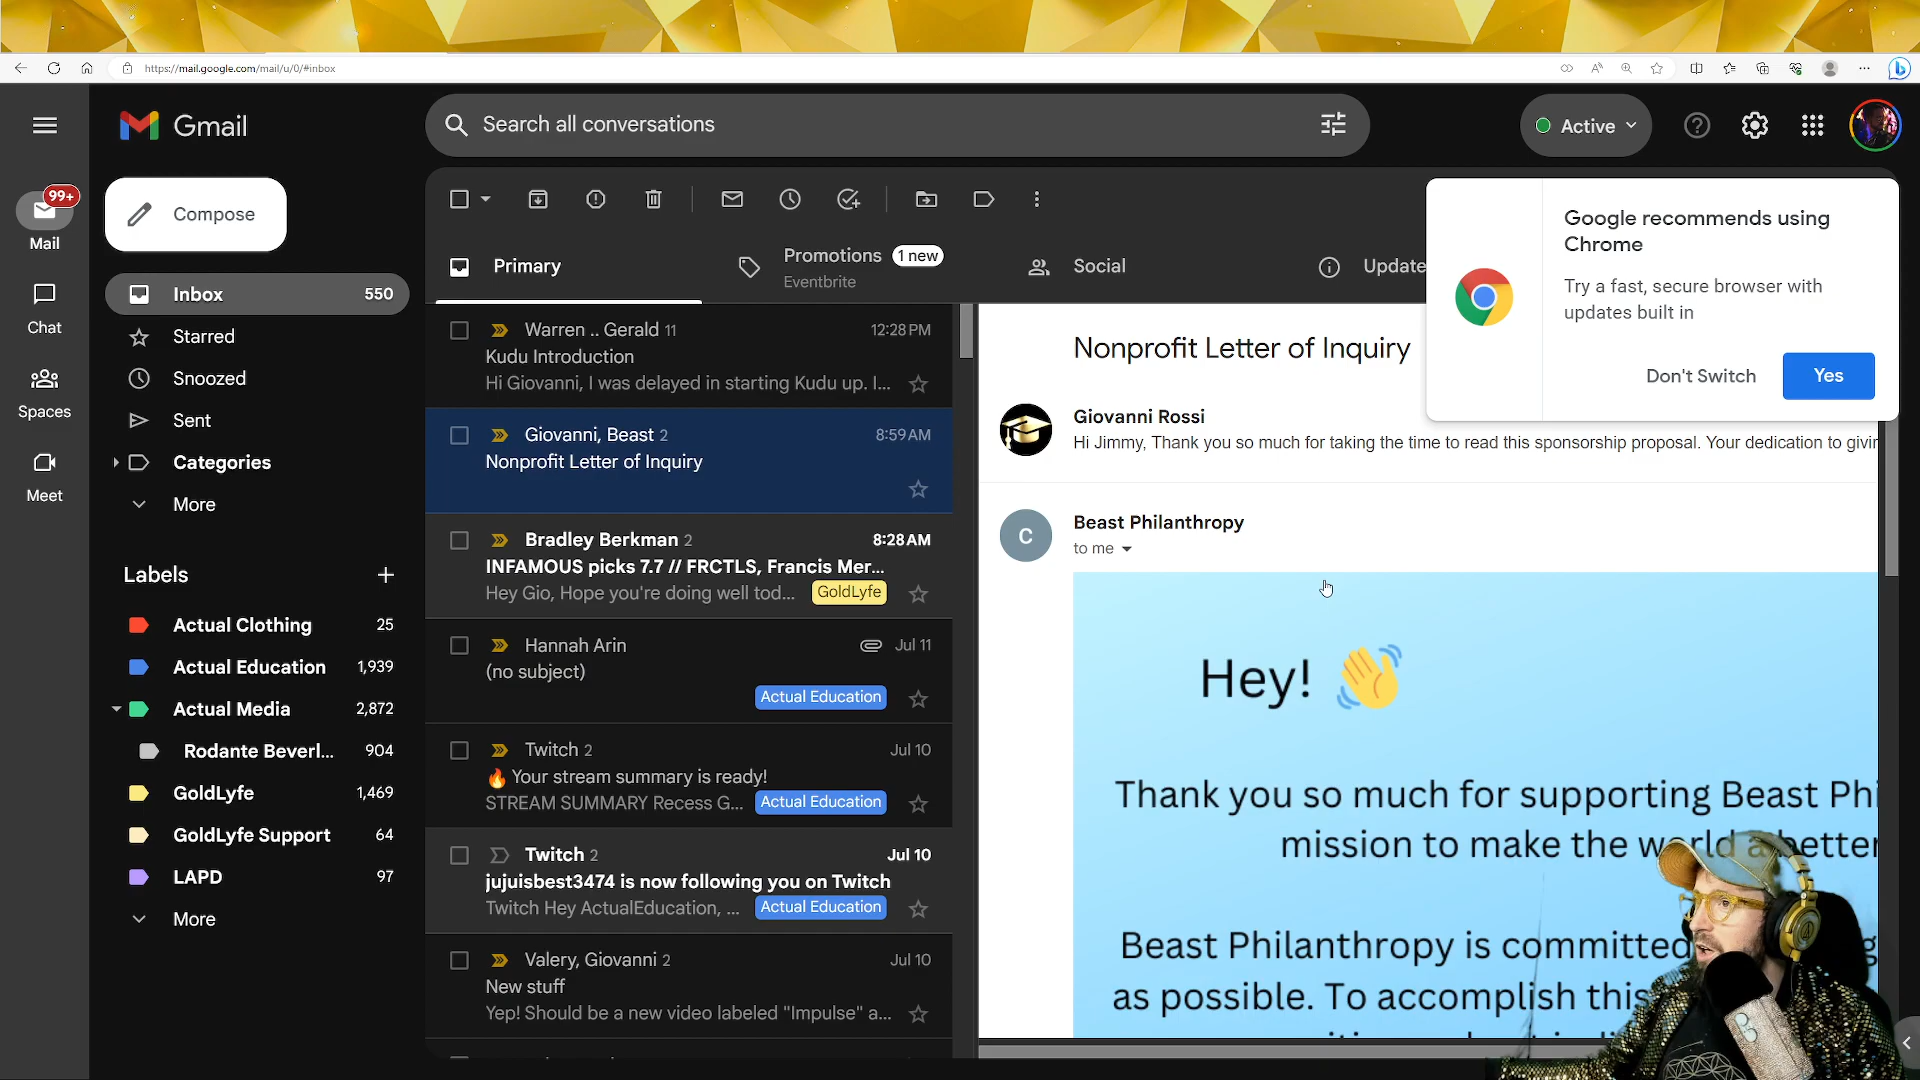 https://mail.google.com/mail/u/0/#inbox
Gmail
Search all conversations
Active
99+
Mail
Chat
Spaces
Meet
Compose
Inbox 550
Starred
Snoozed
Sent
Categories
More
Labels
Actual Clothing 25
Actual Education 1,939
Actual Media 2,872
Rodante Beverl... 904
GoldLyfe 1,469
GoldLyfe Support 64
LAPD 97
More
Primary
Promotions 1 new
Eventbrite
Social
Update
Warren .. Gerald 11 12:28 PM
Kudu Introduction
Hi Giovanni, I was delayed in starting Kudu up. I...
Giovanni, Beast 2 8:59 AM
Nonprofit Letter of Inquiry
Bradley Berkman 2 8:28 AM
INFAMOUS picks 7.7 // FRCTLS, Francis Mer...
Hey Gio, Hope you're doing well tod... GoldLyfe
Hannah Arin Jul 11
(no subject)
Actual Education
Twitch 2 Jul 10
🔥 Your stream summary is ready!
STREAM SUMMARY Recess G... Actual Education
Twitch 2 Jul 10
jujuisbest3474 is now following you on Twitch
Twitch Hey ActualEducation, ... Actual Education
Valery, Giovanni 2 Jul 10
New stuff
Yep! Should be a new video labeled "Impulse" a...
Google recommends using
Chrome
Try a fast, secure browser with
updates built in
Don't Switch
Yes
Nonprofit Letter of Inquiry
Giovanni Rossi
Hi Jimmy, Thank you so much for taking the time to read this sponsorship proposal. Your dedication to givin
C
Beast Philanthropy
to me
Hey! 👋
Thank you so much for supporting Beast Phi
mission to make the world a better
Beast Philanthropy is committed
as possible. To accomplish this